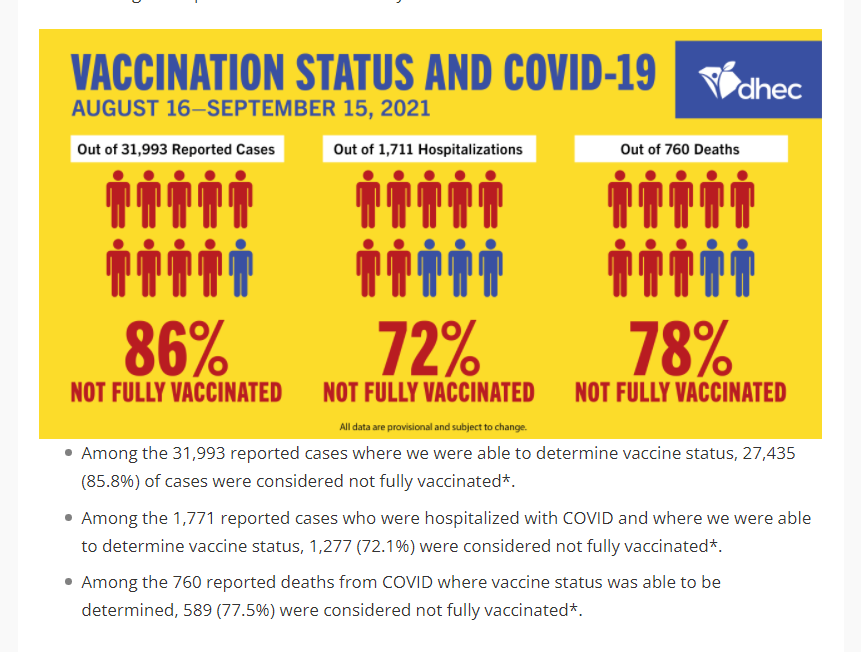 VACCINATION STATUS AND COVID-19
AUGUST 16–SEPTEMBER 15, 2021
dhec
Out of 31,993 Reported Cases
86%
NOT FULLY VACCINATED
Out of 1,711 Hospitalizations
72%
NOT FULLY VACCINATED
Out of 760 Deaths
78%
NOT FULLY VACCINATED
All data are provisional and subject to change.
Among the 31,993 reported cases where we were able to determine vaccine status, 27,435
(85.8%) of cases were considered not fully vaccinated*.
Among the 1,771 reported cases who were hospitalized with COVID and where we were able
to determine vaccine status, 1,277 (72.1%) were considered not fully vaccinated*.
Among the 760 reported deaths from COVID where vaccine status was able to be
determined, 589 (77.5%) were considered not fully vaccinated*.